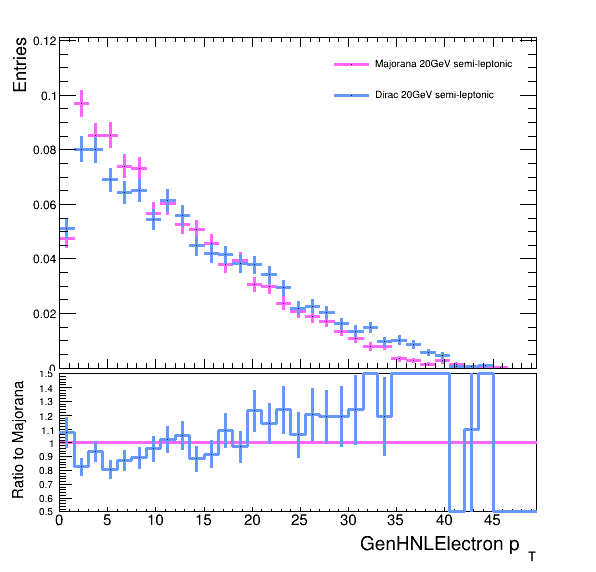 Entries
0.12
0.1
0.08
0.06
0.04
0.02
0
Majorana 20GeV semi-leptonic
Dirac 20GeV semi-leptonic
Ratio to Majorana
1.5
1.4
1.3
1.2
1.1
1
0.9
0.8
0.7
0.6
0.5
0 5 10 15 20 25 30 35 40 45
GenHNLElectron p
T